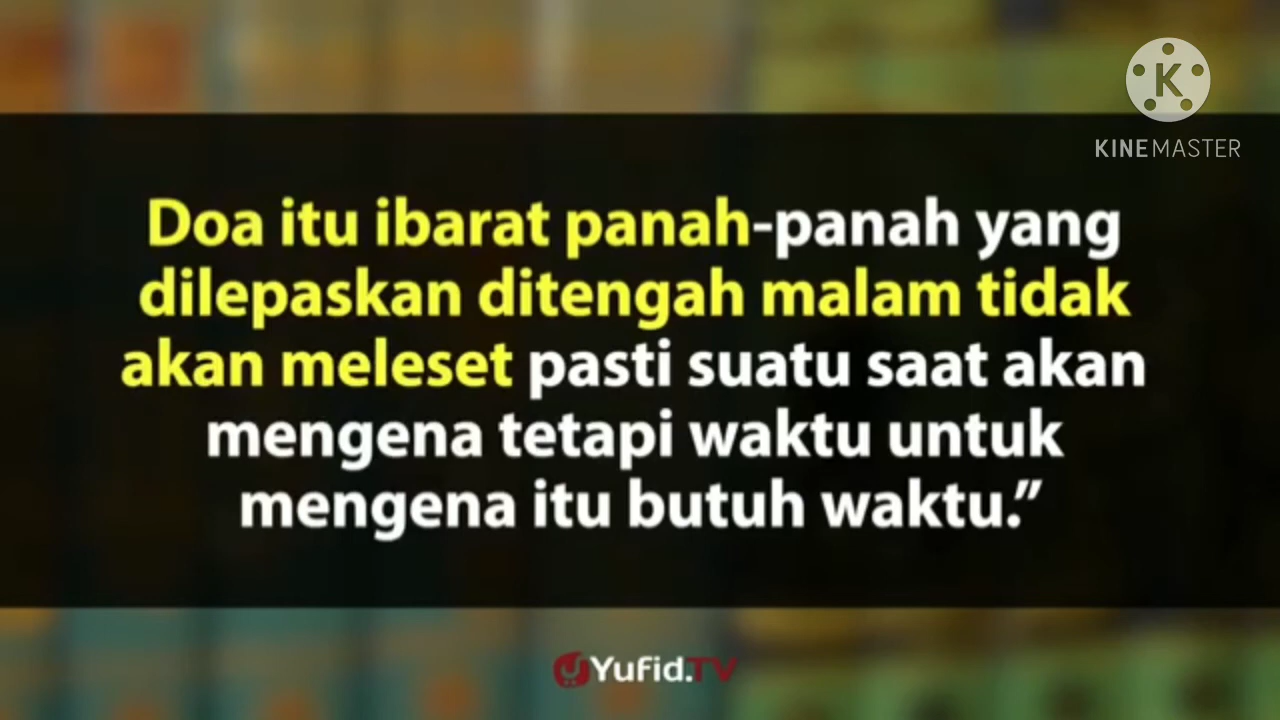 K
KINEMASTER
Doa itu ibarat panah-panah yang
dilepaskan ditengah malam tidak
akan meleset pasti suatu saat akan
mengena tetapi waktu untuk
mengena itu butuh waktu.”
Yufid.TV